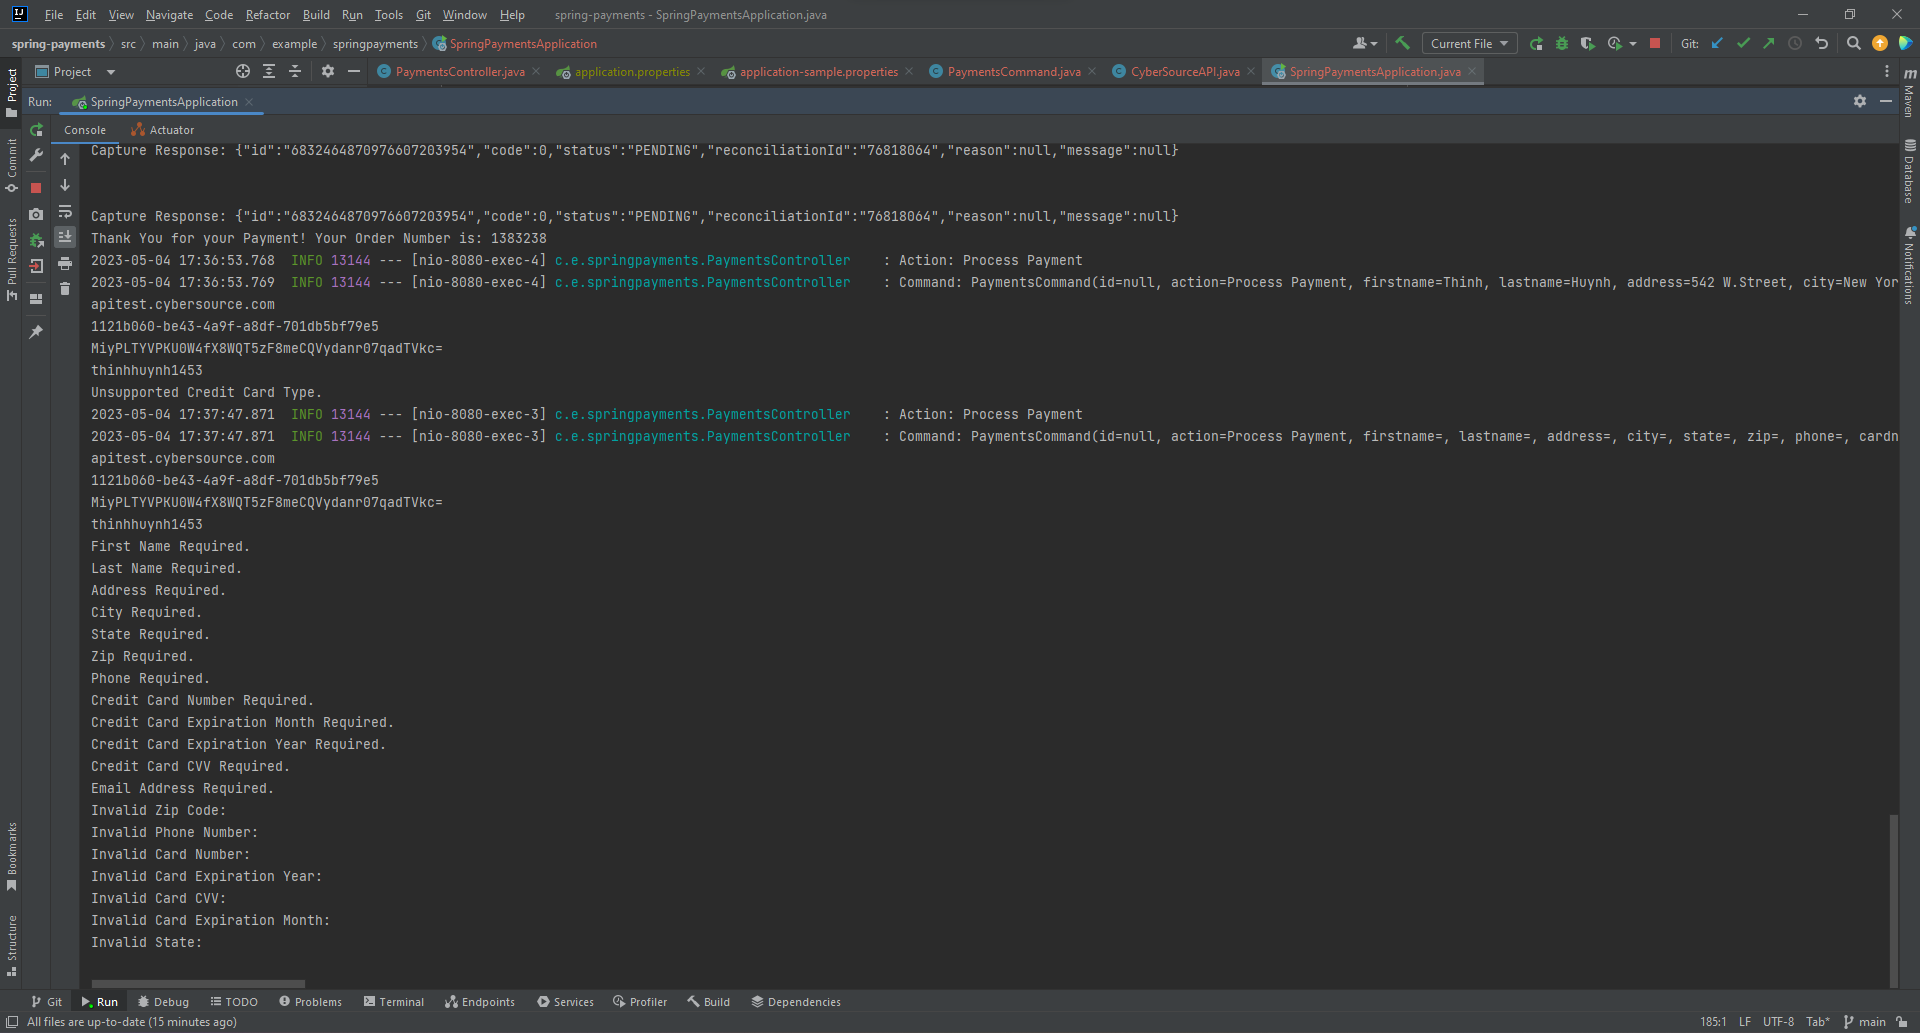 File Edit View Navigate Code Refactor Build Run Tools Git Window Help spring-payments - SpringPaymentsApplication.java
spring-payments src main java com example springpayments SpringPaymentsApplication Current File Git:
Project PaymentsController.java application.properties application-sample.properties PaymentsCommand.java CyberSourceAPI.java SpringPaymentsApplication.java
Run: SpringPaymentsApplication
Console Actuator
Capture Response: {"id":"6832464870976607203954","code":0,"status":"PENDING","reconciliationId":"76818064","reason":null,"message":null}
Capture Response: {"id":"6832464870976607203954","code":0,"status":"PENDING","reconciliationId":"76818064","reason":null,"message":null}
Thank You for your Payment! Your Order Number is: 1383238
2023-05-04 17:36:53.768 INFO 13144 --- [nio-8080-exec-4] c.e.springpayments.PaymentsController : Action: Process Payment
2023-05-04 17:36:53.769 INFO 13144 --- [nio-8080-exec-4] c.e.springpayments.PaymentsController : Command: PaymentsCommand(id=null, action=Process Payment, firstname=Thinh, lastname=Huynh, address=542 W.Street, city=New Yor
apitest.cybersource.com
1121b060-be43-4a9f-a8df-701db5bf79e5
MiyPLTYVPKU0W4fX8WQT5zF8meCQVydanr07qadTVkc=
thinhhuynh1453
Unsupported Credit Card Type.
2023-05-04 17:37:47.871 INFO 13144 --- [nio-8080-exec-3] c.e.springpayments.PaymentsController : Action: Process Payment
2023-05-04 17:37:47.871 INFO 13144 --- [nio-8080-exec-3] c.e.springpayments.PaymentsController : Command: PaymentsCommand(id=null, action=Process Payment, firstname=, lastname=, address=, city=, state=, zip=, phone=, cardn
apitest.cybersource.com
1121b060-be43-4a9f-a8df-701db5bf79e5
MiyPLTYVPKU0W4fX8WQT5zF8meCQVydanr07qadTVkc=
thinhhuynh1453
First Name Required.
Last Name Required.
Address Required.
City Required.
State Required.
Zip Required.
Phone Required.
Credit Card Number Required.
Credit Card Expiration Month Required.
Credit Card Expiration Year Required.
Credit Card CVV Required.
Email Address Required.
Invalid Zip Code:
Invalid Phone Number:
Invalid Card Number:
Invalid Card Expiration Year:
Invalid Card CVV:
Invalid Card Expiration Month:
Invalid State:
Project
Commit
Pull Requests
Bookmarks
Structure
Maven
Database
Notifications
Git Run Debug TODO Problems Terminal Endpoints Services Profiler Build Dependencies
All files are up-to-date (15 minutes ago) 185:1 LF UTF-8 Tab* main